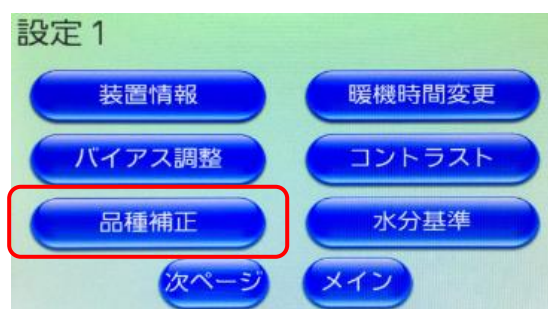 設定1
装置情報 暖機時間変更
バイアス調整 コントラスト
品種補正 水分基準
次ページ メイン